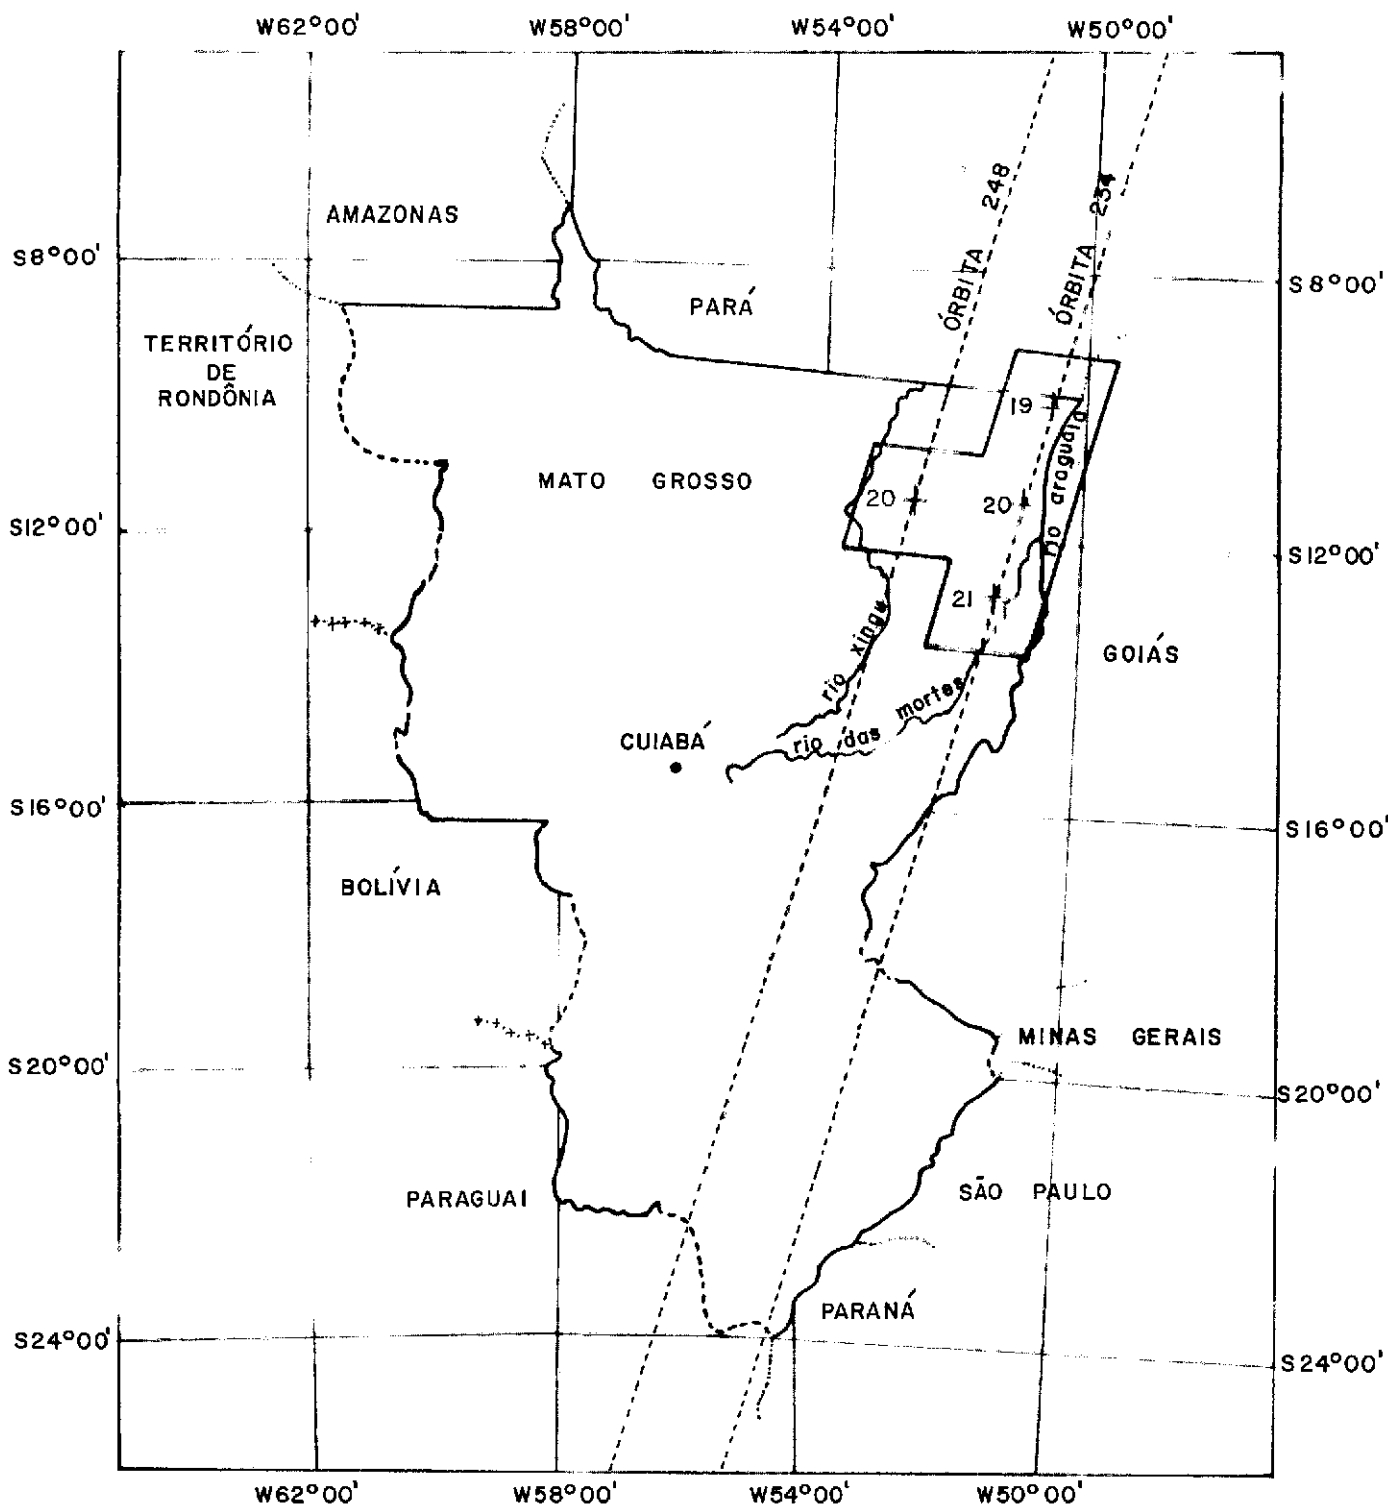 W62°00' W58°00' W54°00' W50°00'
ÓRBITA 248
ÓRBITA 234
AMAZONAS
S8°00'
S8°00'
PARÁ
TERRITÓRIO
DE
RONDÔNIA
19
rio araguaia
MATO GROSSO
20
20
S12°00'
S12°00'
21
rio xingu
GOIÁS
rio das mortes
CUIABÁ
S16°00'
S16°00'
BOLÍVIA
MINAS GERAIS
S20°00'
S20°00'
PARAGUAI
SÃO PAULO
PARANÁ
S24°00'
S24°00'
W62°00' W58°00' W54°00' W50°00'